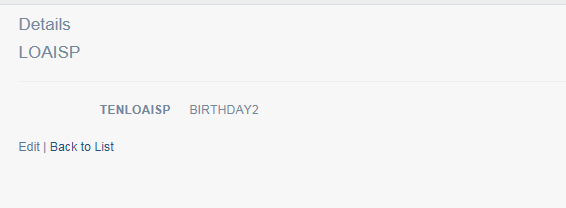 Details
LOAISP
TENLOAISP BIRTHDAY2
Edit | Back to List